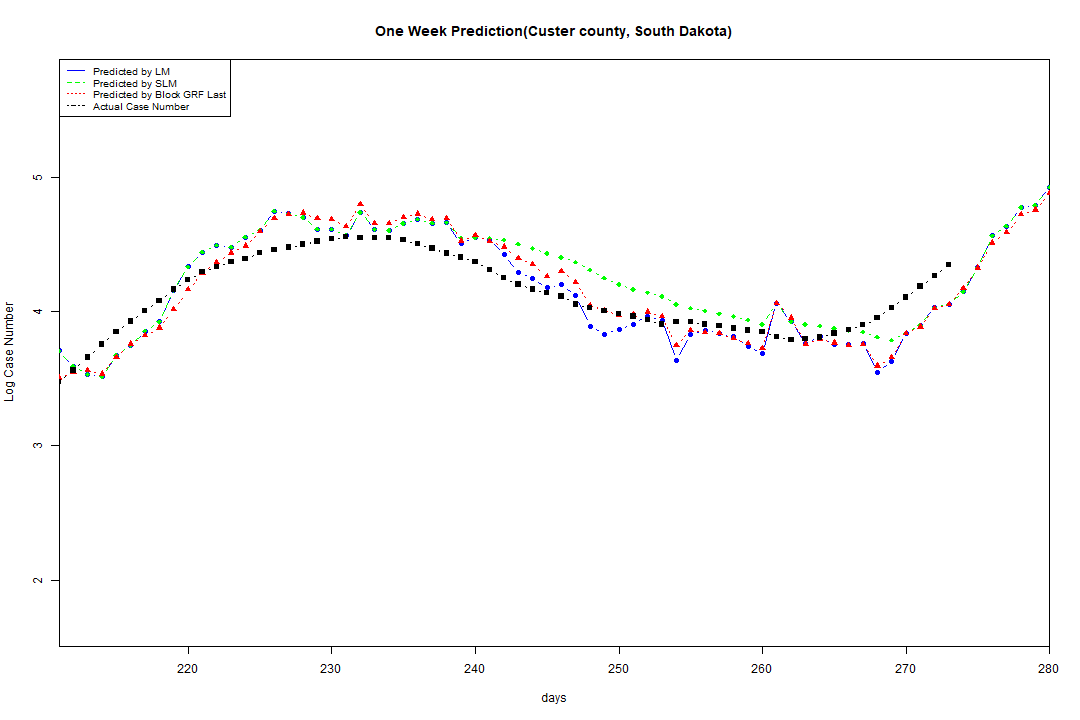 One Week Prediction(Custer county, South Dakota)
Predicted by LM
Predicted by SLM
Predicted by Block GRF Last
Actual Case Number
5
4
3
2
Log Case Number
220 230 240 250 260 270 280
days